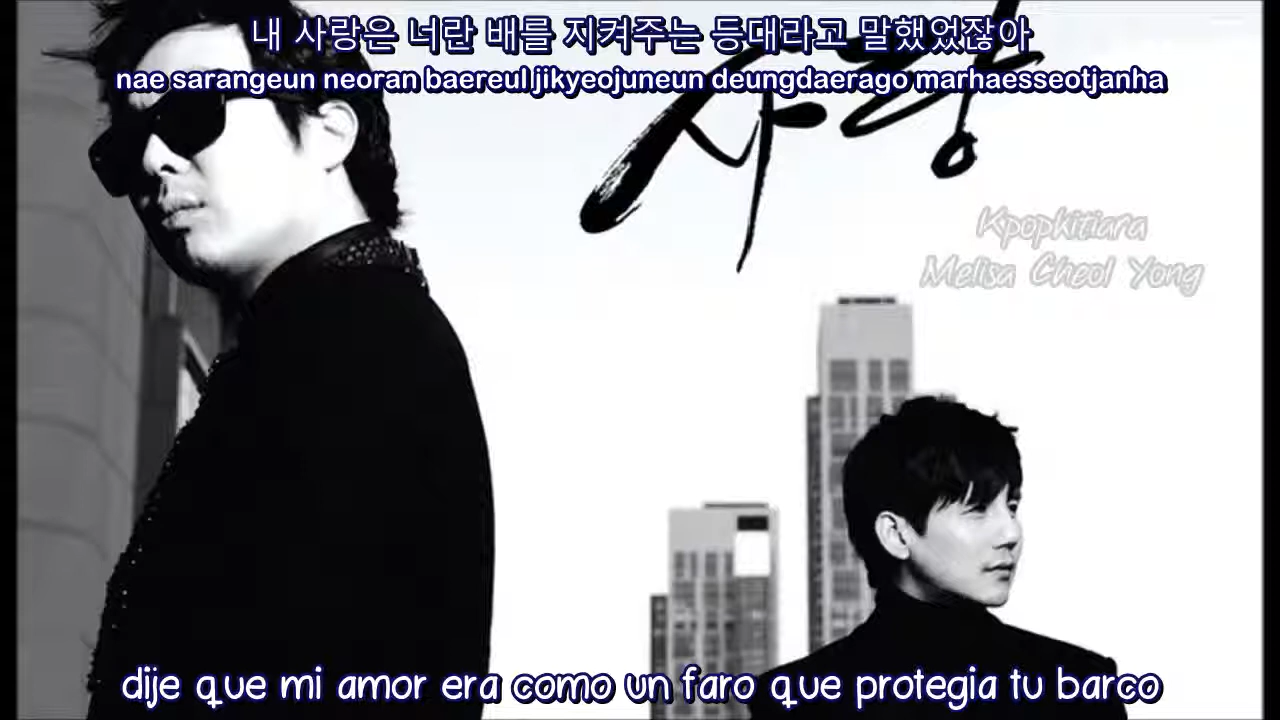 내 사랑은 너란 배를 지켜주는 등대라고 말했었잖아
nae sarangeun neoran baereul jikyeojuneun deungdaerago marhaesseotjanha
사랑
Kpopkitiara
Melisa Cheol Yong
dije que mi amor era como un faro que protegia tu barco